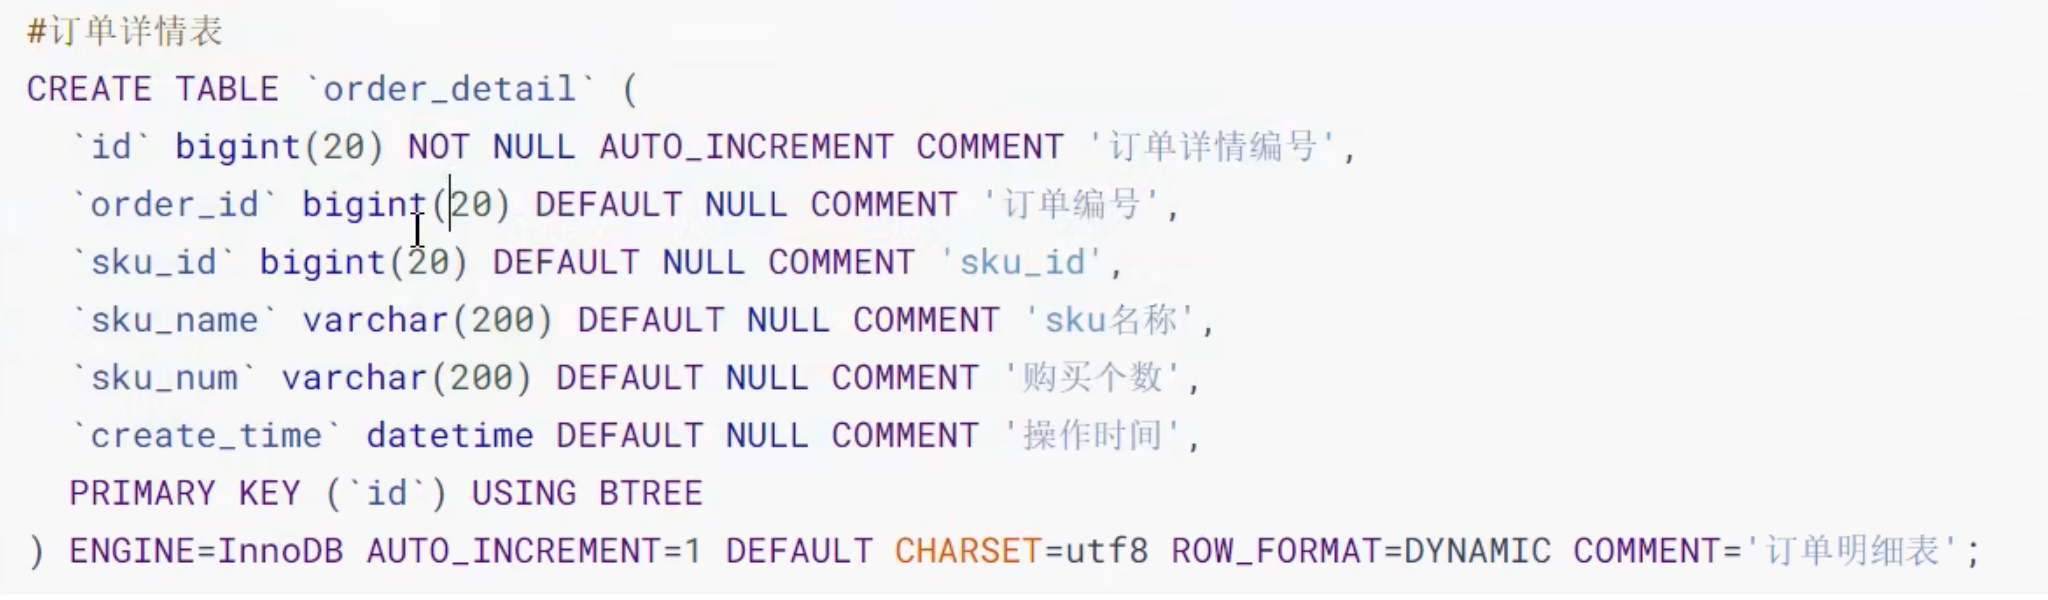 #订单详情表
CREATE TABLE `order_detail` (
  `id` bigint(20) NOT NULL AUTO_INCREMENT COMMENT '订单详情编号',
  `order_id` bigint(20) DEFAULT NULL COMMENT '订单编号',
  `sku_id` bigint(20) DEFAULT NULL COMMENT 'sku_id',
  `sku_name` varchar(200) DEFAULT NULL COMMENT 'sku名称',
  `sku_num` varchar(200) DEFAULT NULL COMMENT '购买个数',
  `create_time` datetime DEFAULT NULL COMMENT '操作时间',
  PRIMARY KEY (`id`) USING BTREE
) ENGINE=InnoDB AUTO_INCREMENT=1 DEFAULT CHARSET=utf8 ROW_FORMAT=DYNAMIC COMMENT='订单明细表';